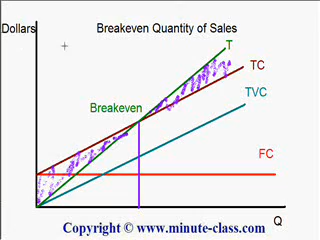 Dollars
Breakeven Quantity of Sales
T
TC
TVC
Breakeven
FC
Q
Copyright © www.minute-class.com